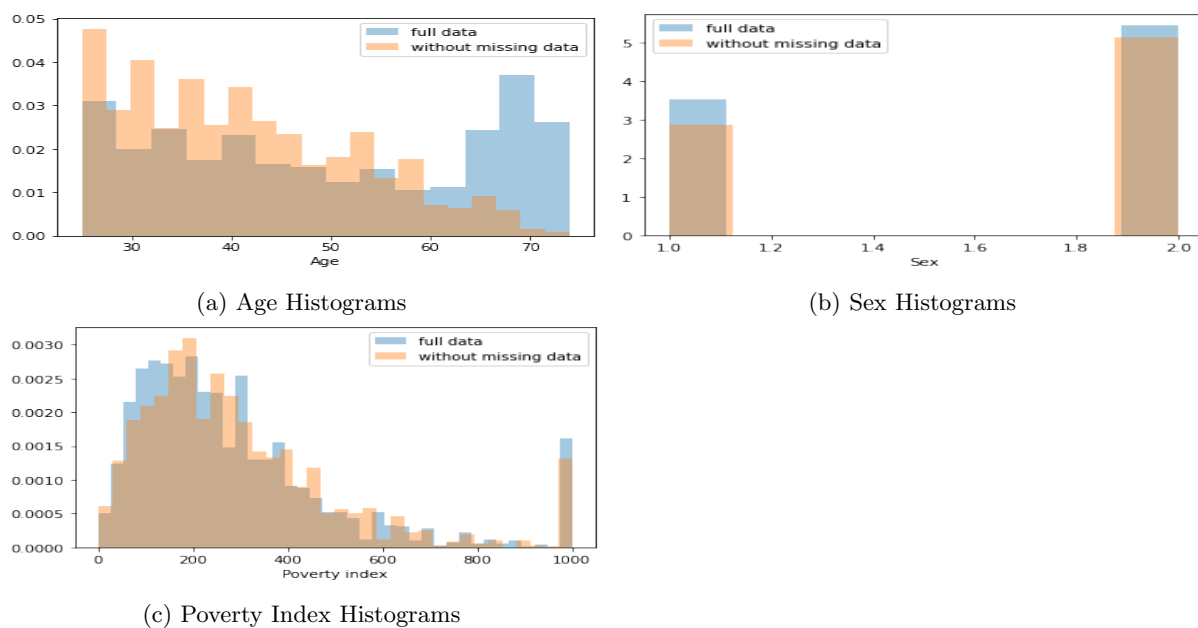 0.05
0.04
0.03
0.02
0.01
0.00
full data
without missing data
30 40 50 60 70
Age
(a) Age Histograms
5
4
3
2
1
0
full data
without missing data
1.0 1.2 1.4 1.6 1.8 2.0
Sex
(b) Sex Histograms
0.0030
0.0025
0.0020
0.0015
0.0010
0.0005
0.0000
full data
without missing data
0 200 400 600 800 1000
Poverty index
(c) Poverty Index Histograms